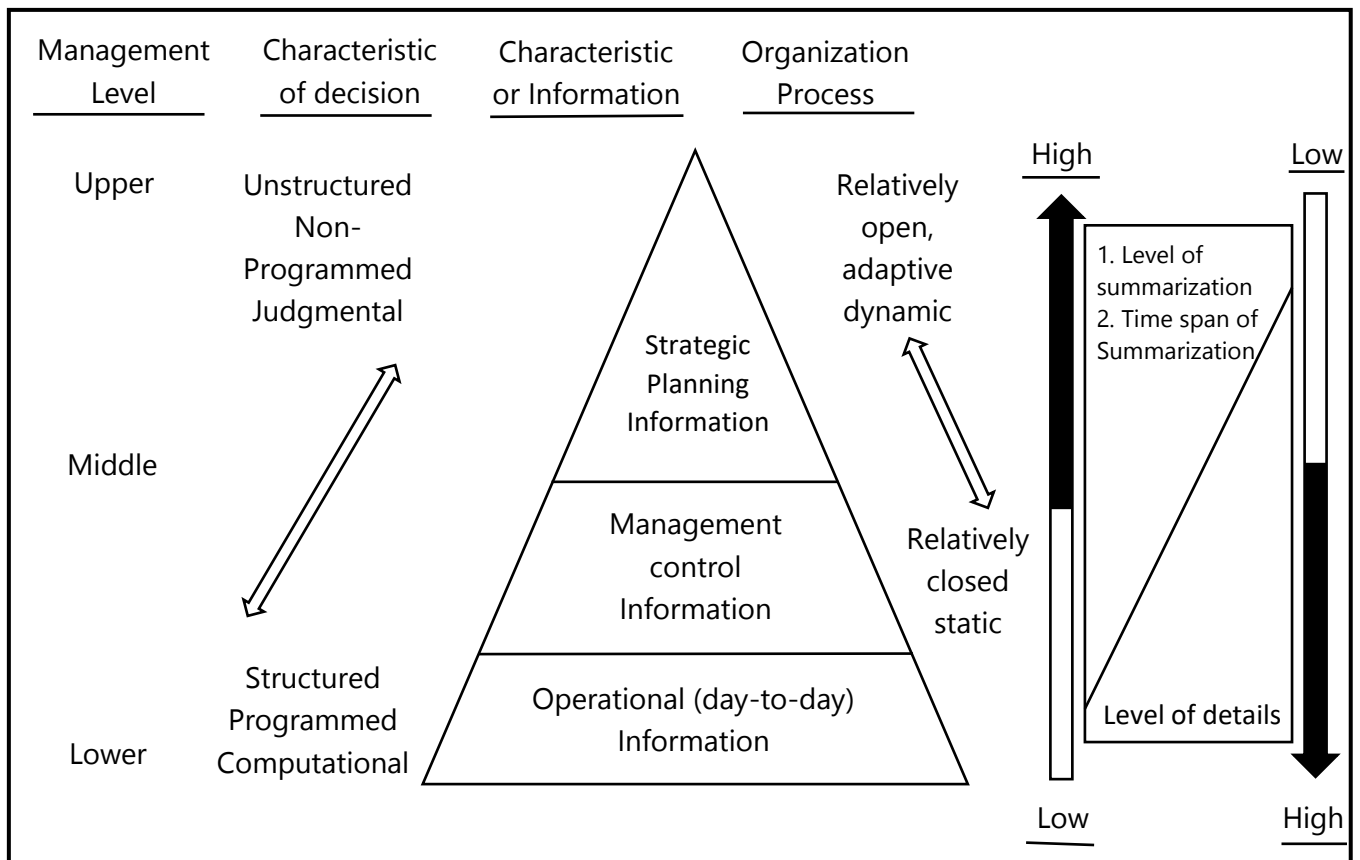 Management
Level
Characteristic
of decision
Characteristic
or Information
Organization
Process
High
Low
Upper
Unstructured
Non-
Programmed
Judgmental
Relatively
open,
adaptive
dynamic
1. Level of
summarization
2. Time span of
Summarization
Strategic
Planning
Information
Middle
Management
control
Information
Relatively
closed
static
Lower
Structured
Programmed
Computational
Operational (day-to-day)
Information
Level of details
Low
High